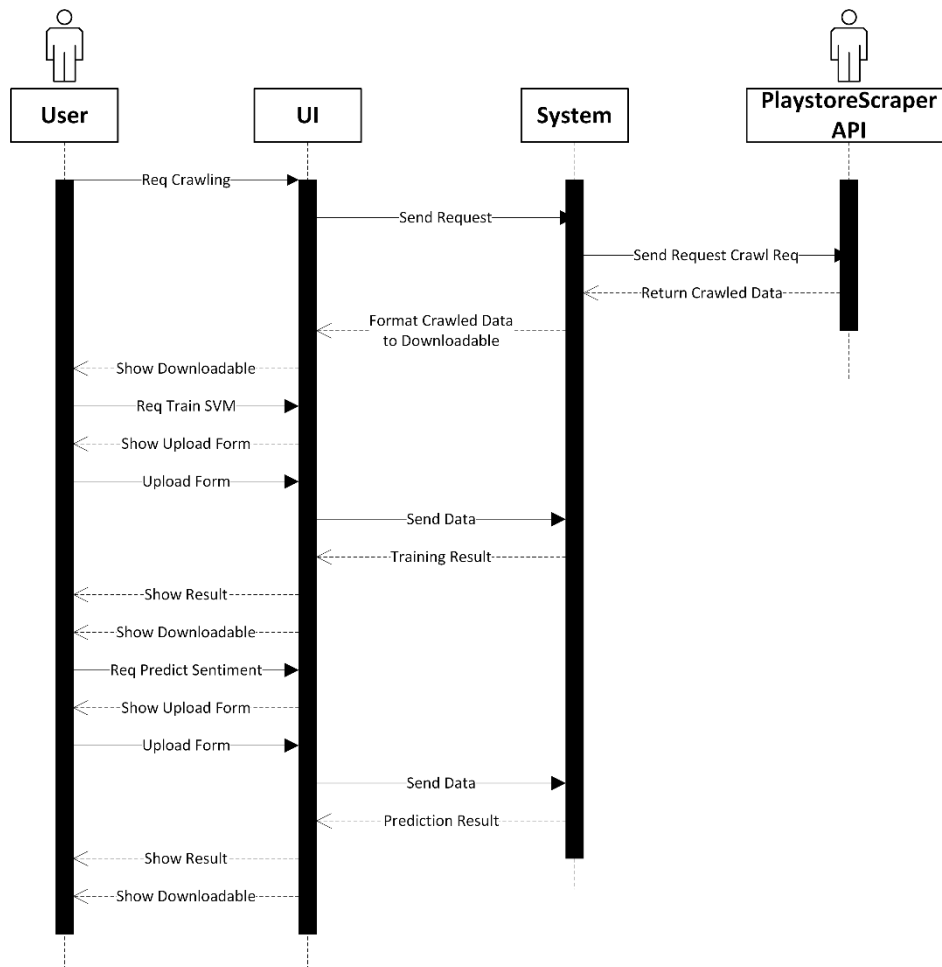 User
UI
System
PlaystoreScraper
API
Req Crawling
Send Request
Send Request Crawl Req
Return Crawled Data
Format Crawled Data
to Downloadable
Show Downloadable
Req Train SVM
Show Upload Form
Upload Form
Send Data
Training Result
Show Result
Show Downloadable
Req Predict Sentiment
Show Upload Form
Upload Form
Send Data
Prediction Result
Show Result
Show Downloadable